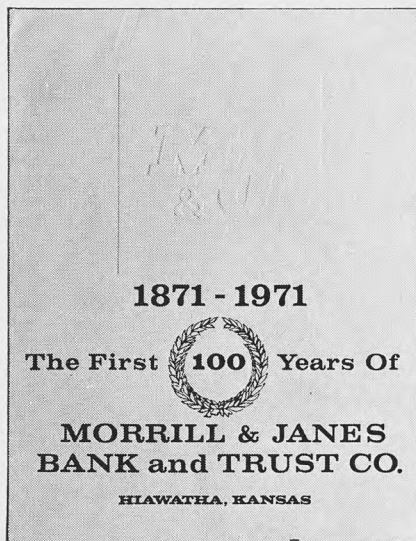 M
& J
1871 - 1971
The First 100 Years Of
MORRILL & JANES
BANK and TRUST CO.
HIAWATHA, KANSAS